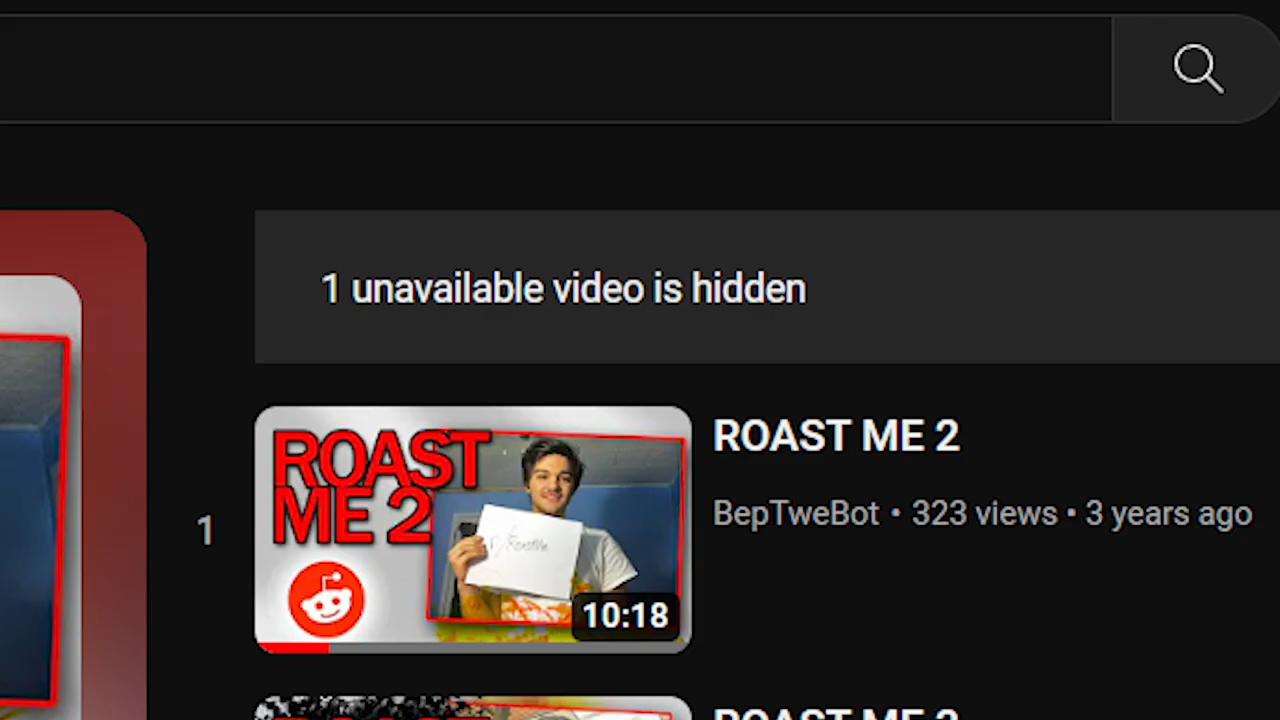 1 unavailable video is hidden
1
ROAST
ME 2
r/RoastMe
10:18
ROAST ME 2
BepTweBot • 323 views • 3 years ago